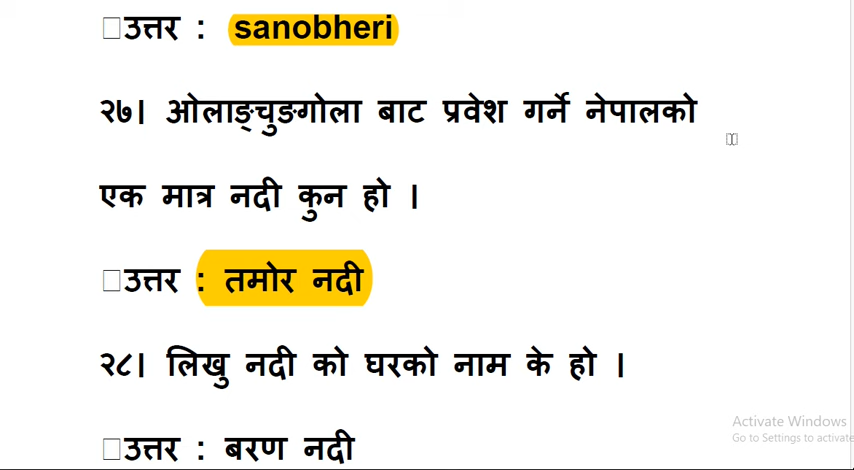 उत्तर : sanobheri
२७। ओलाङ्चुङगोला बाट प्रवेश गर्ने नेपालको
एक मात्र नदी कुन हो ।
उत्तर : तमोर नदी
२८। लिखु नदी को घरको नाम के हो ।
उत्तर : बरण नदी
Activate Windows
Go to Settings to activate